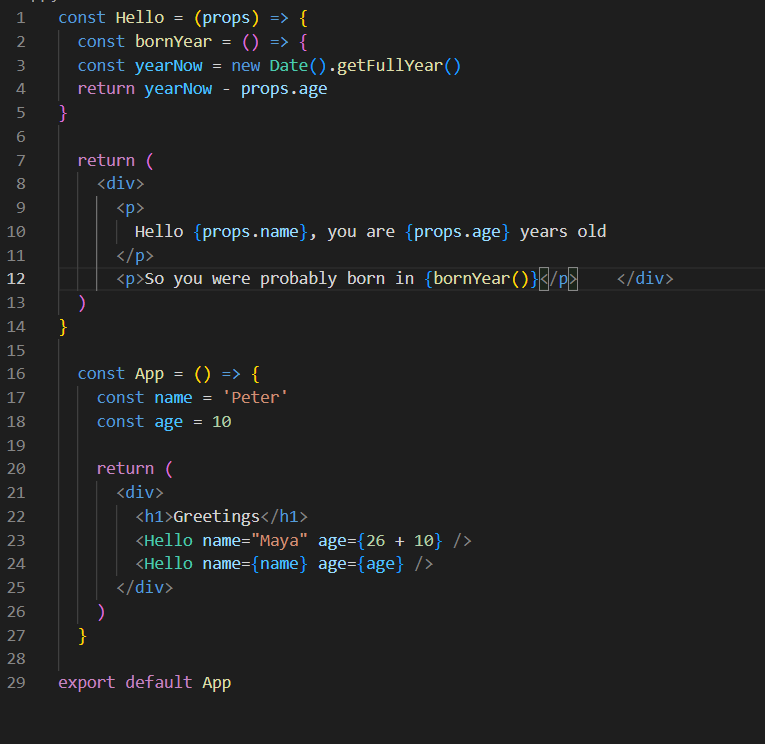 1 const Hello = (props) => {
2   const bornYear = () => {
3   const yearNow = new Date().getFullYear()
4   return yearNow - props.age
5 }
6
7   return (
8     <div>
9       <p>
10         Hello {props.name}, you are {props.age} years old
11       </p>
12       <p>So you were probably born in {bornYear()}</p>    </div>
13   )
14 }
15
16   const App = () => {
17     const name = 'Peter'
18     const age = 10
19
20     return (
21       <div>
22         <h1>Greetings</h1>
23         <Hello name="Maya" age={26 + 10} />
24         <Hello name={name} age={age} />
25       </div>
26     )
27   }
28
29 export default App